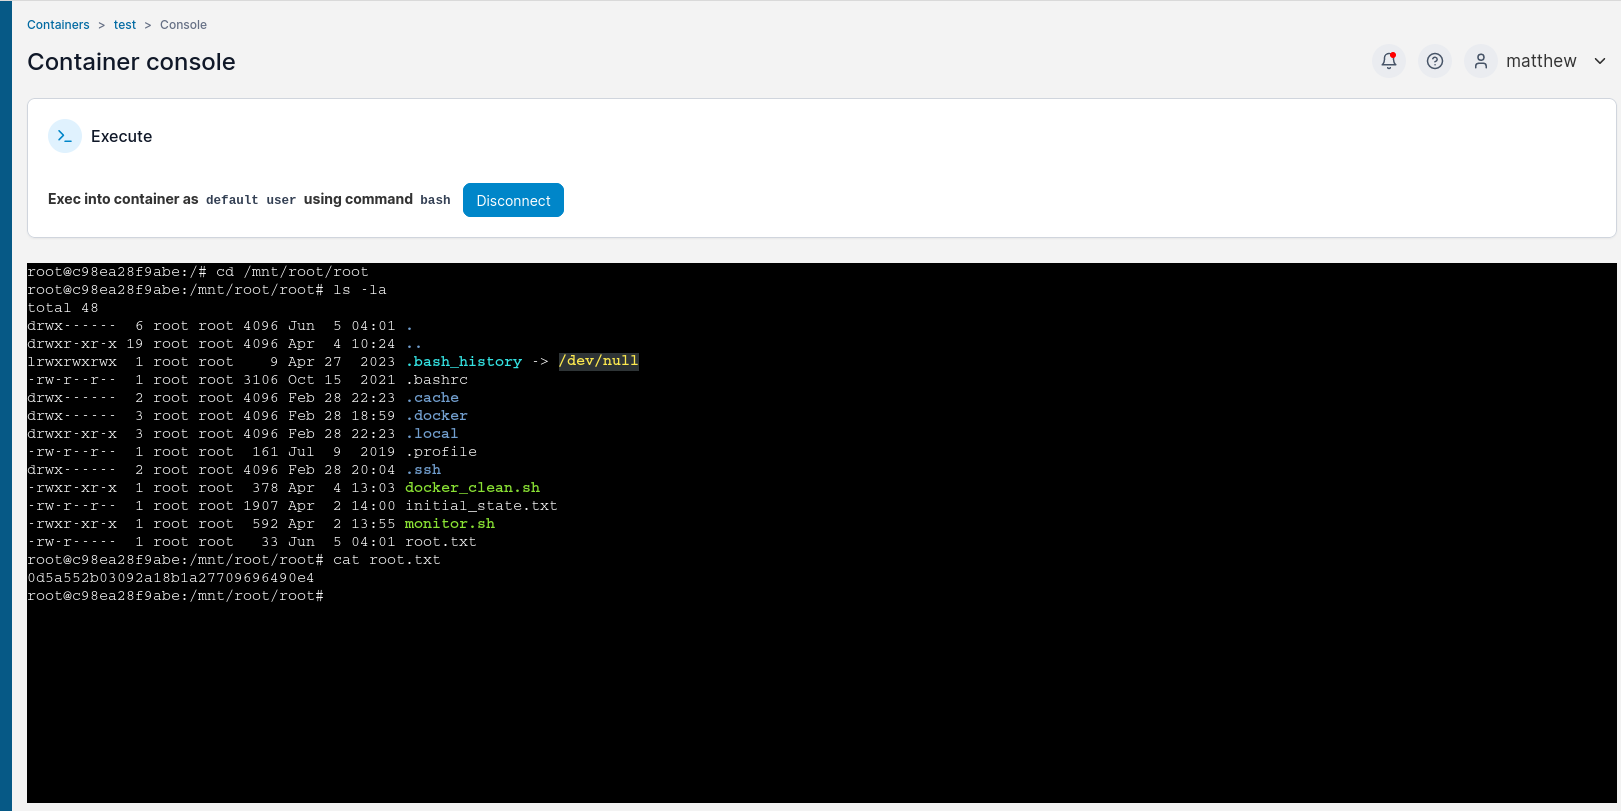 Containers > test > Console
Container console
matthew
Execute
Exec into container as default user using command bash Disconnect
root@c98ea28f9abe:/# cd /mnt/root/root
root@c98ea28f9abe:/mnt/root/root# ls -la
total 48
drwx------  6 root root 4096 Jun  5 04:01 .
drwxr-xr-x 19 root root 4096 Apr  4 10:24 ..
lrwxrwxrwx  1 root root    9 Apr 27  2023 .bash_history -> /dev/null
-rw-r--r--  1 root root 3106 Oct 15  2021 .bashrc
drwx------  2 root root 4096 Feb 28 22:23 .cache
drwx------  3 root root 4096 Feb 28 18:59 .docker
drwxr-xr-x  3 root root 4096 Feb 28 22:23 .local
-rw-r--r--  1 root root  161 Jul  9  2019 .profile
drwx------  2 root root 4096 Feb 28 20:04 .ssh
-rwxr-xr-x  1 root root  378 Apr  4 13:03 docker_clean.sh
-rw-r--r--  1 root root 1907 Apr  2 14:00 initial_state.txt
-rwxr-xr-x  1 root root  592 Apr  2 13:55 monitor.sh
-rw-r-----  1 root root   33 Jun  5 04:01 root.txt
root@c98ea28f9abe:/mnt/root/root# cat root.txt
0d5a552b03092a18b1a27709696490e4
root@c98ea28f9abe:/mnt/root/root#